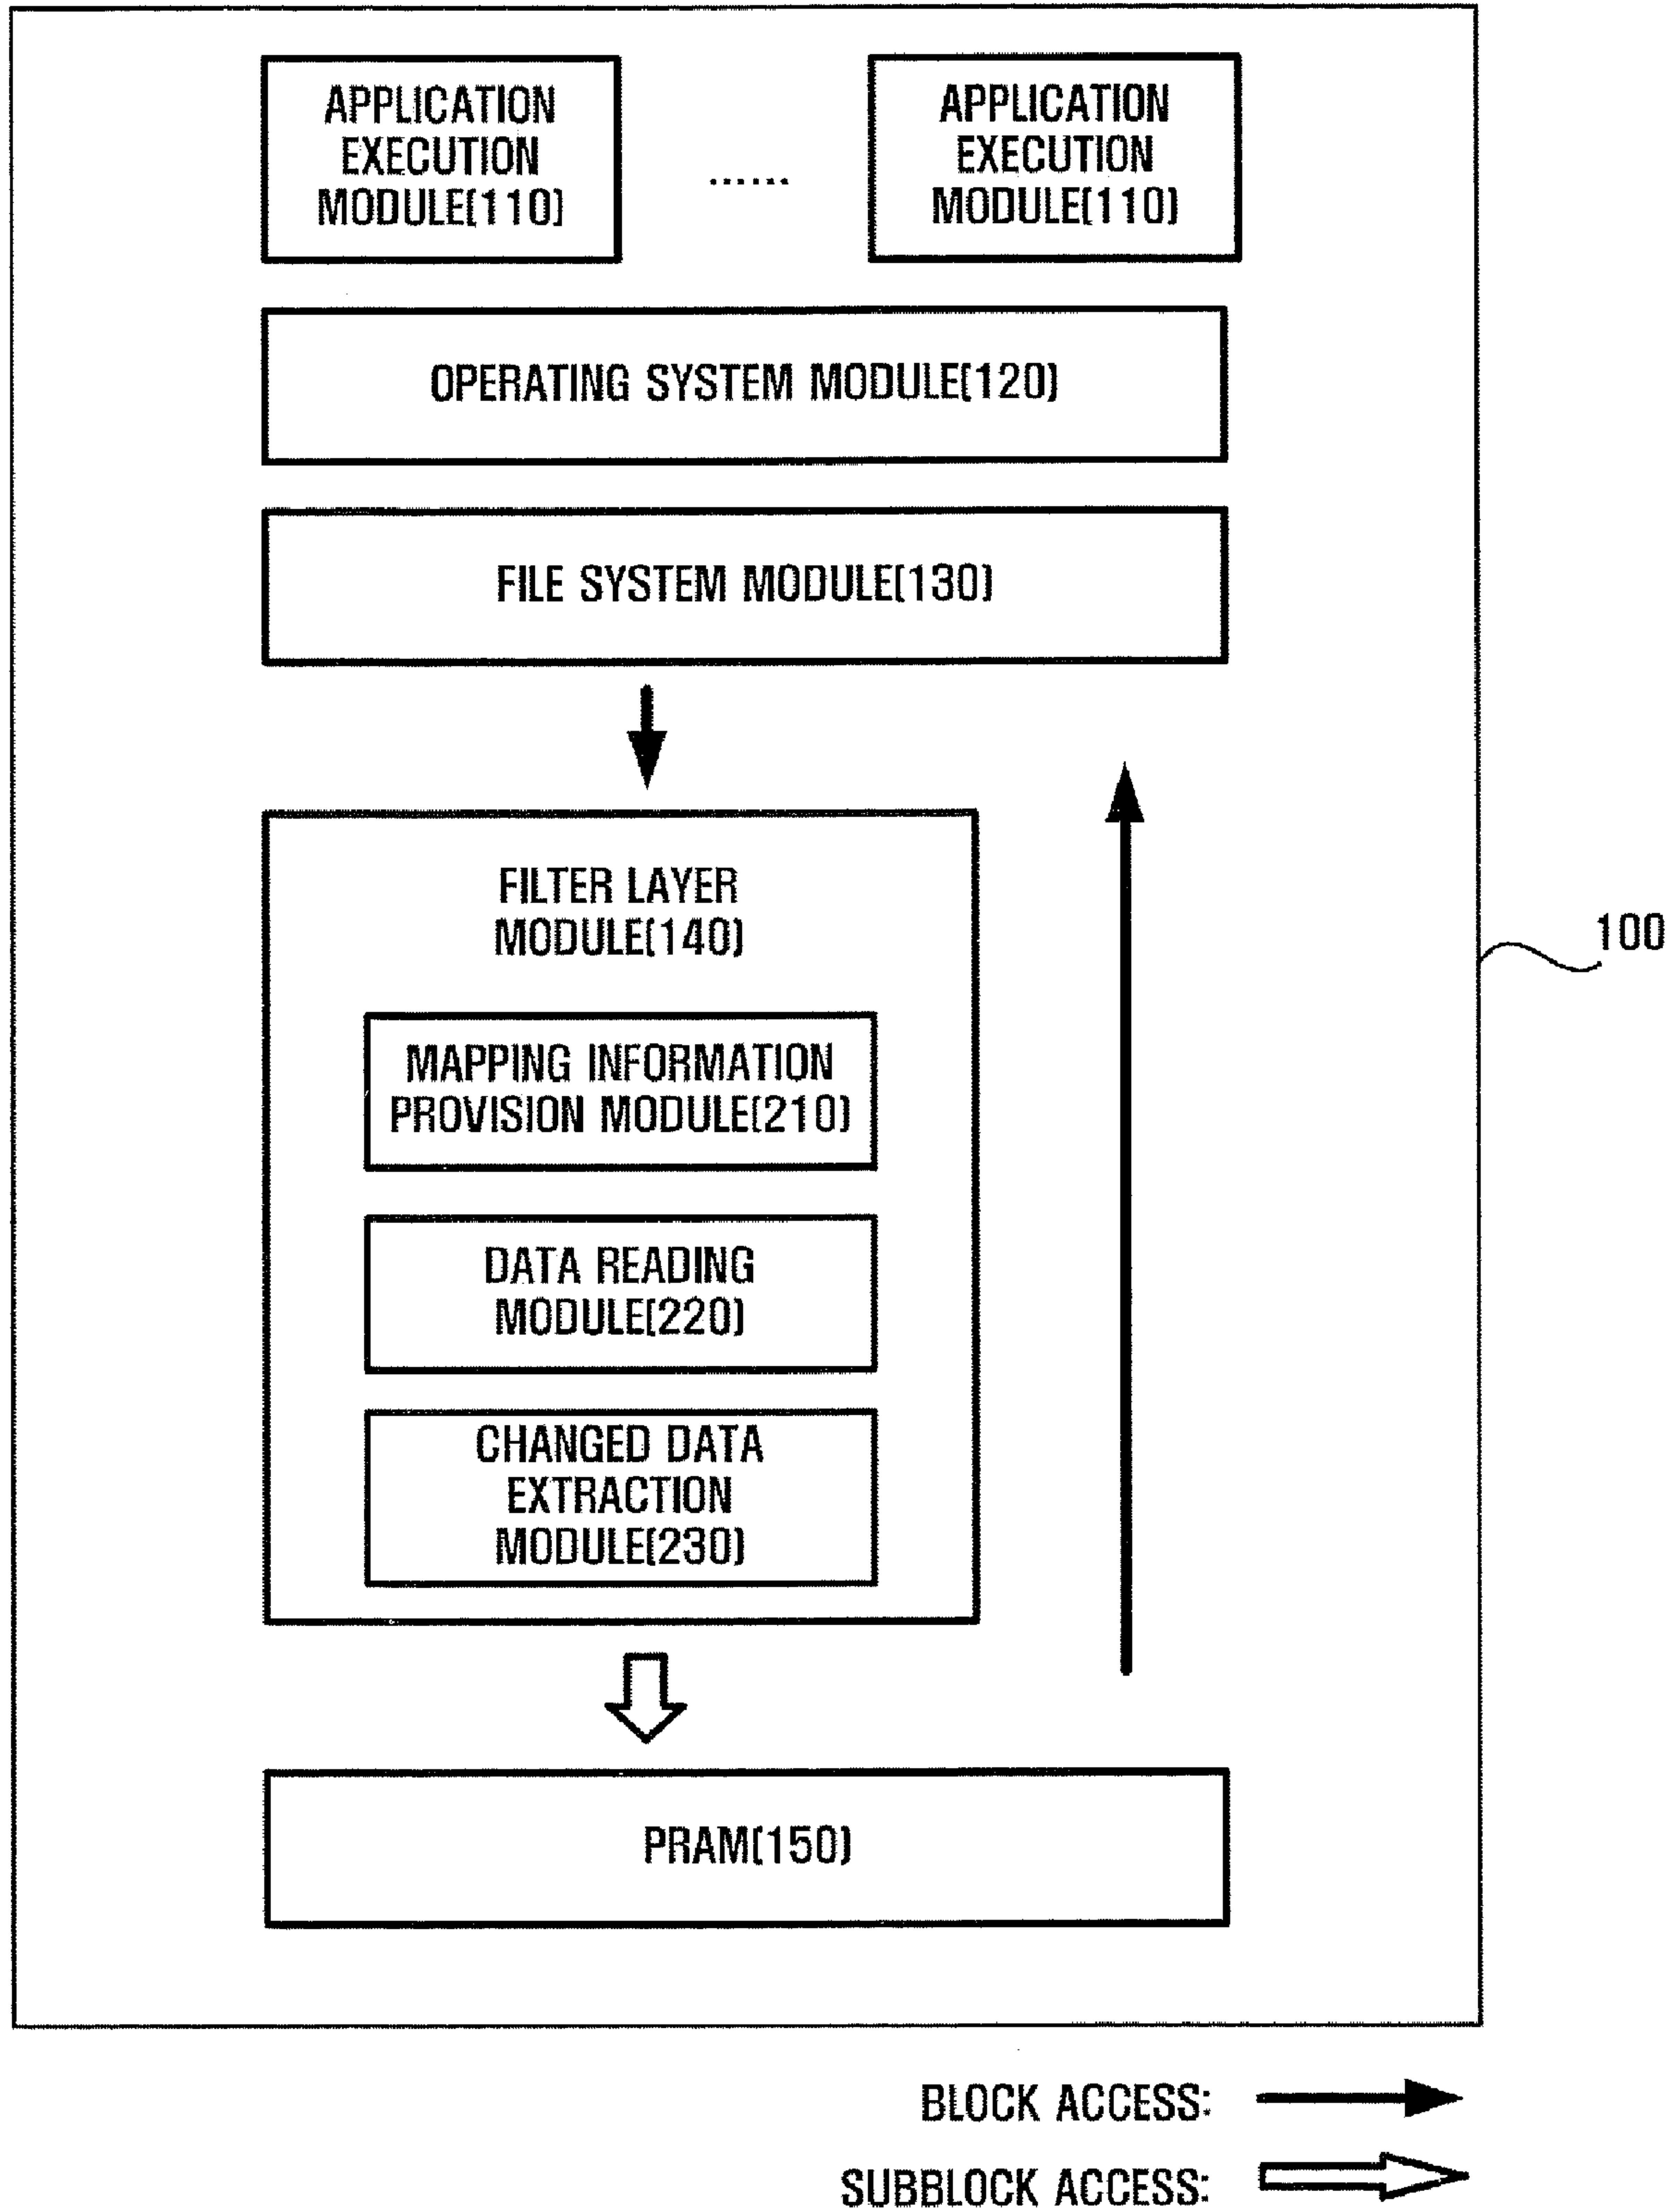 APPLICATION
EXECUTION
MODULE(110)
......
APPLICATION
EXECUTION
MODULE(110)
OPERATING SYSTEM MODULE(120)
FILE SYSTEM MODULE(130)
FILTER LAYER
MODULE(140)
MAPPING INFORMATION
PROVISION MODULE(210)
DATA READING
MODULE(220)
CHANGED DATA
EXTRACTION
MODULE(230)
PRAM(150)
100
BLOCK ACCESS:
SUBBLOCK ACCESS: